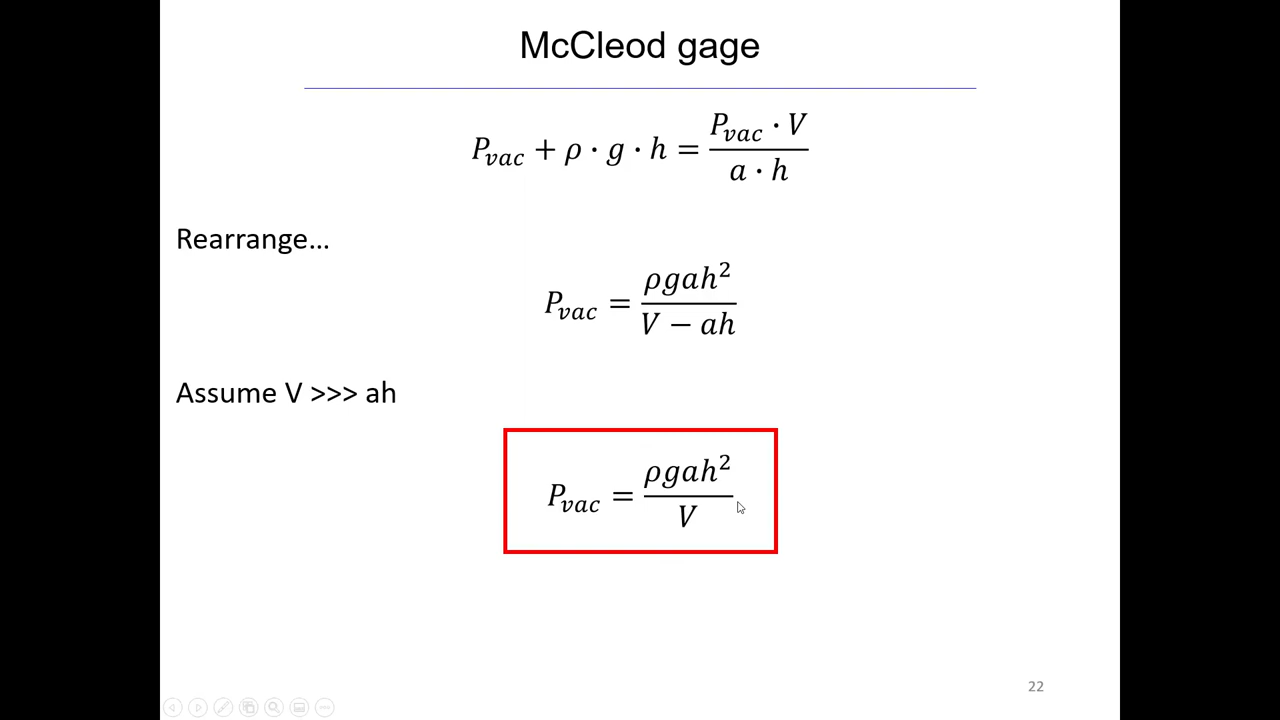 McCleod gage
P_vac + ρ · g · h = (P_vac · V) / (a · h)
Rearrange...
P_vac = ρgah² / (V − ah)
Assume V >>> ah
P_vac = ρgah² / V
22